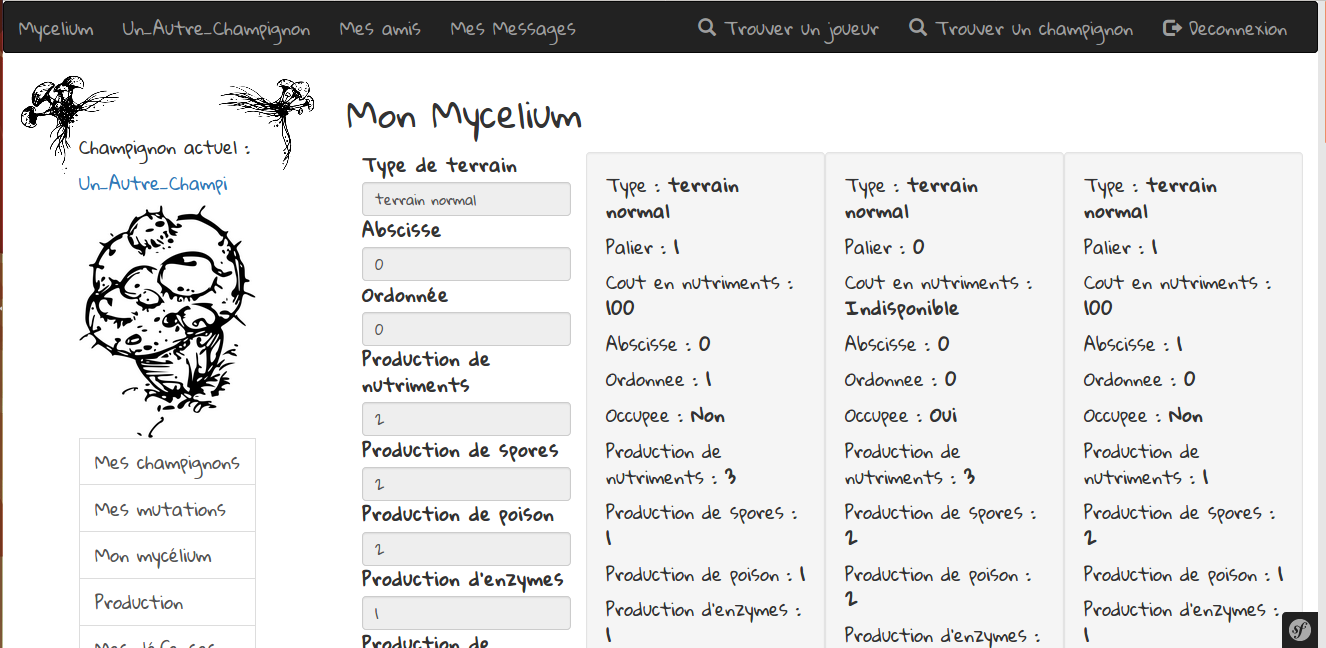 Mycelium Un_Autre_Champignon Mes amis Mes Messages Trouver un joueur Trouver un champignon Deconnexion
Champignon actuel :
Un_Autre_Champi
Mes champignons
Mes mutations
Mon mycélium
Production
Mon Mycelium
Type de terrain
terrain normal
Abscisse
0
Ordonnée
0
Production de
nutriments
2
Production de spores
2
Production de poison
2
Production d'enzymes
1
Production de
Type : terrain
normal
Palier : 1
Cout en nutriments :
100
Abscisse : 0
Ordonnee : 1
Occupee : Non
Production de
nutriments : 3
Production de spores :
1
Production de poison : 1
Production d'enzymes :
1
Type : terrain
normal
Palier : 0
Cout en nutriments :
Indisponible
Abscisse : 0
Ordonnee : 0
Occupee : Oui
Production de
nutriments : 3
Production de spores :
2
Production de poison :
2
Production d'enzymes :
Type : terrain
normal
Palier : 1
Cout en nutriments :
100
Abscisse : 1
Ordonnee : 0
Occupee : Non
Production de
nutriments : 1
Production de spores :
2
Production de poison : 1
Production d'enzymes :
1
sf